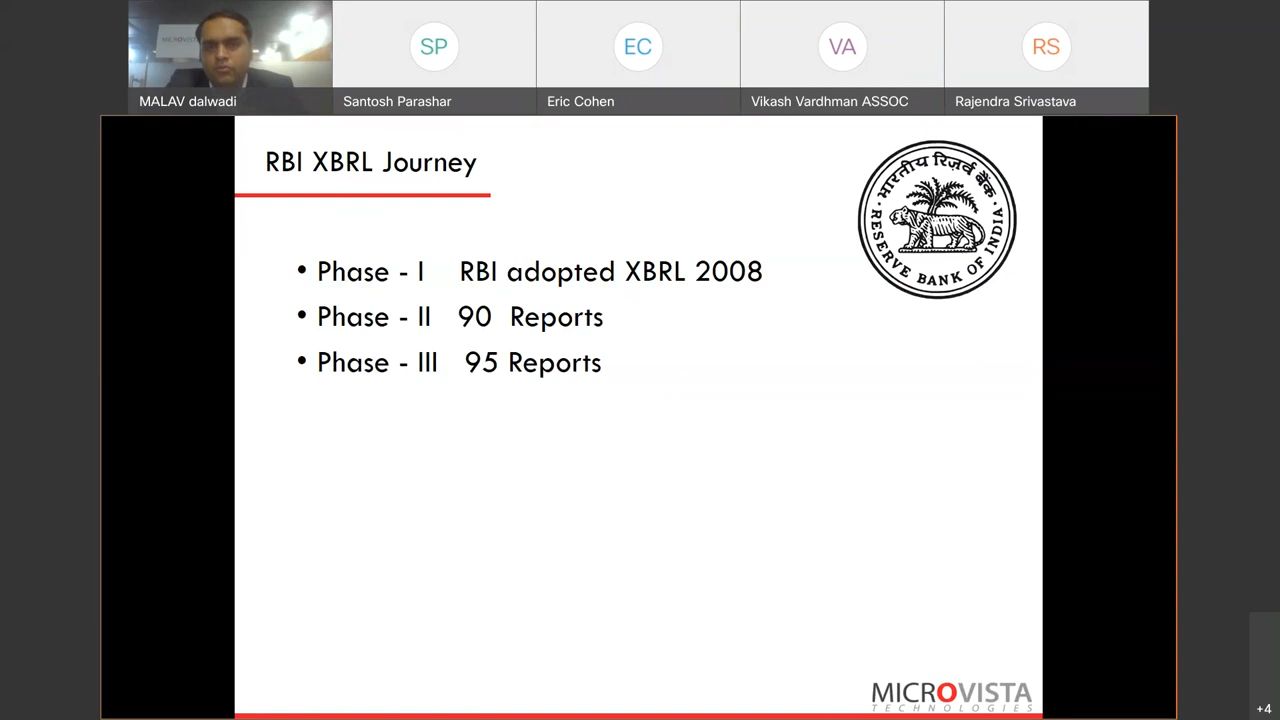 MICROVISTA
SP
EC
VA
RS
MALAV dalwadi
Santosh Parashar
Eric Cohen
Vikash Vardhman ASSOC
Rajendra Srivastava
RBI XBRL Journey
भारतीय रिज़र्व बैंक
RESERVE BANK OF INDIA
• Phase - I RBI adopted XBRL 2008
• Phase - II 90 Reports
• Phase - III 95 Reports
MICROVISTA
TECHNOLOGIES
+4